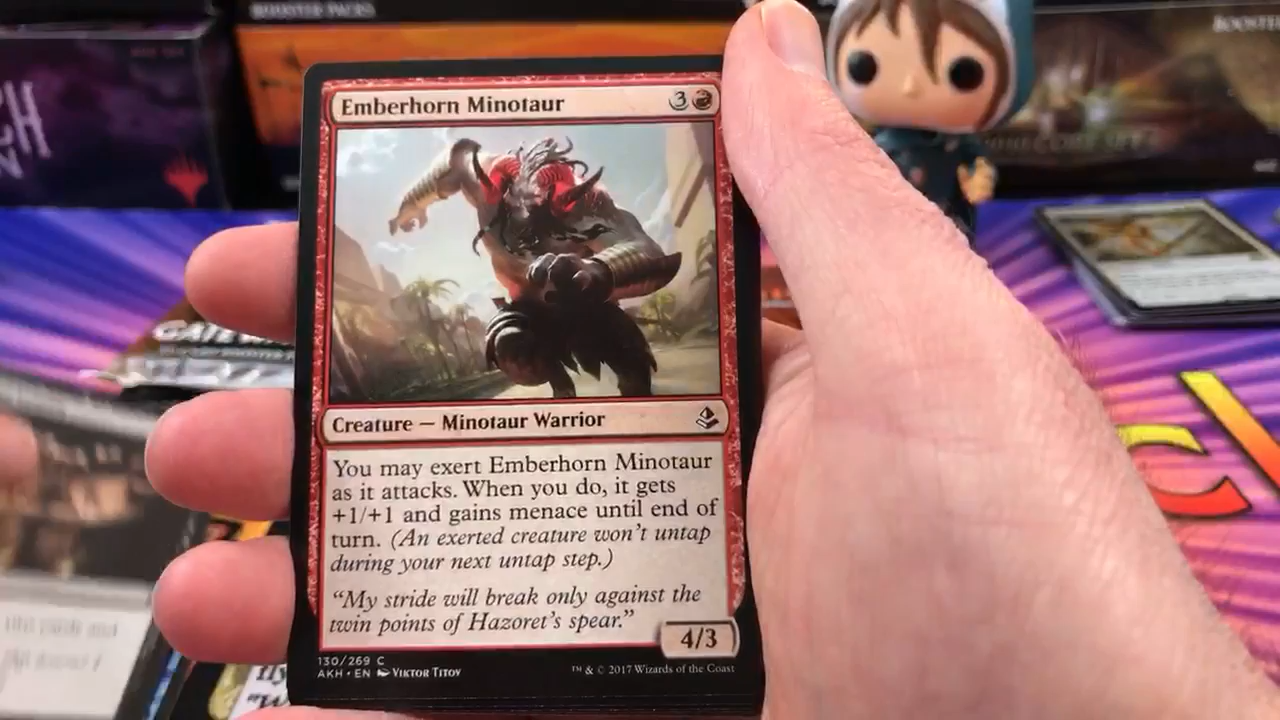 BOOSTER PACKS
Emberhorn Minotaur
3
Creature — Minotaur Warrior
You may exert Emberhorn Minotaur
as it attacks. When you do, it gets
+1/+1 and gains menace until end of
turn. (An exerted creature won't untap
during your next untap step.)
"My stride will break only against the
twin points of Hazoret's spear."
4/3
130/269 C
AKH • EN VIKTOR TITOV
™ & © 2017 Wizards of the Coast